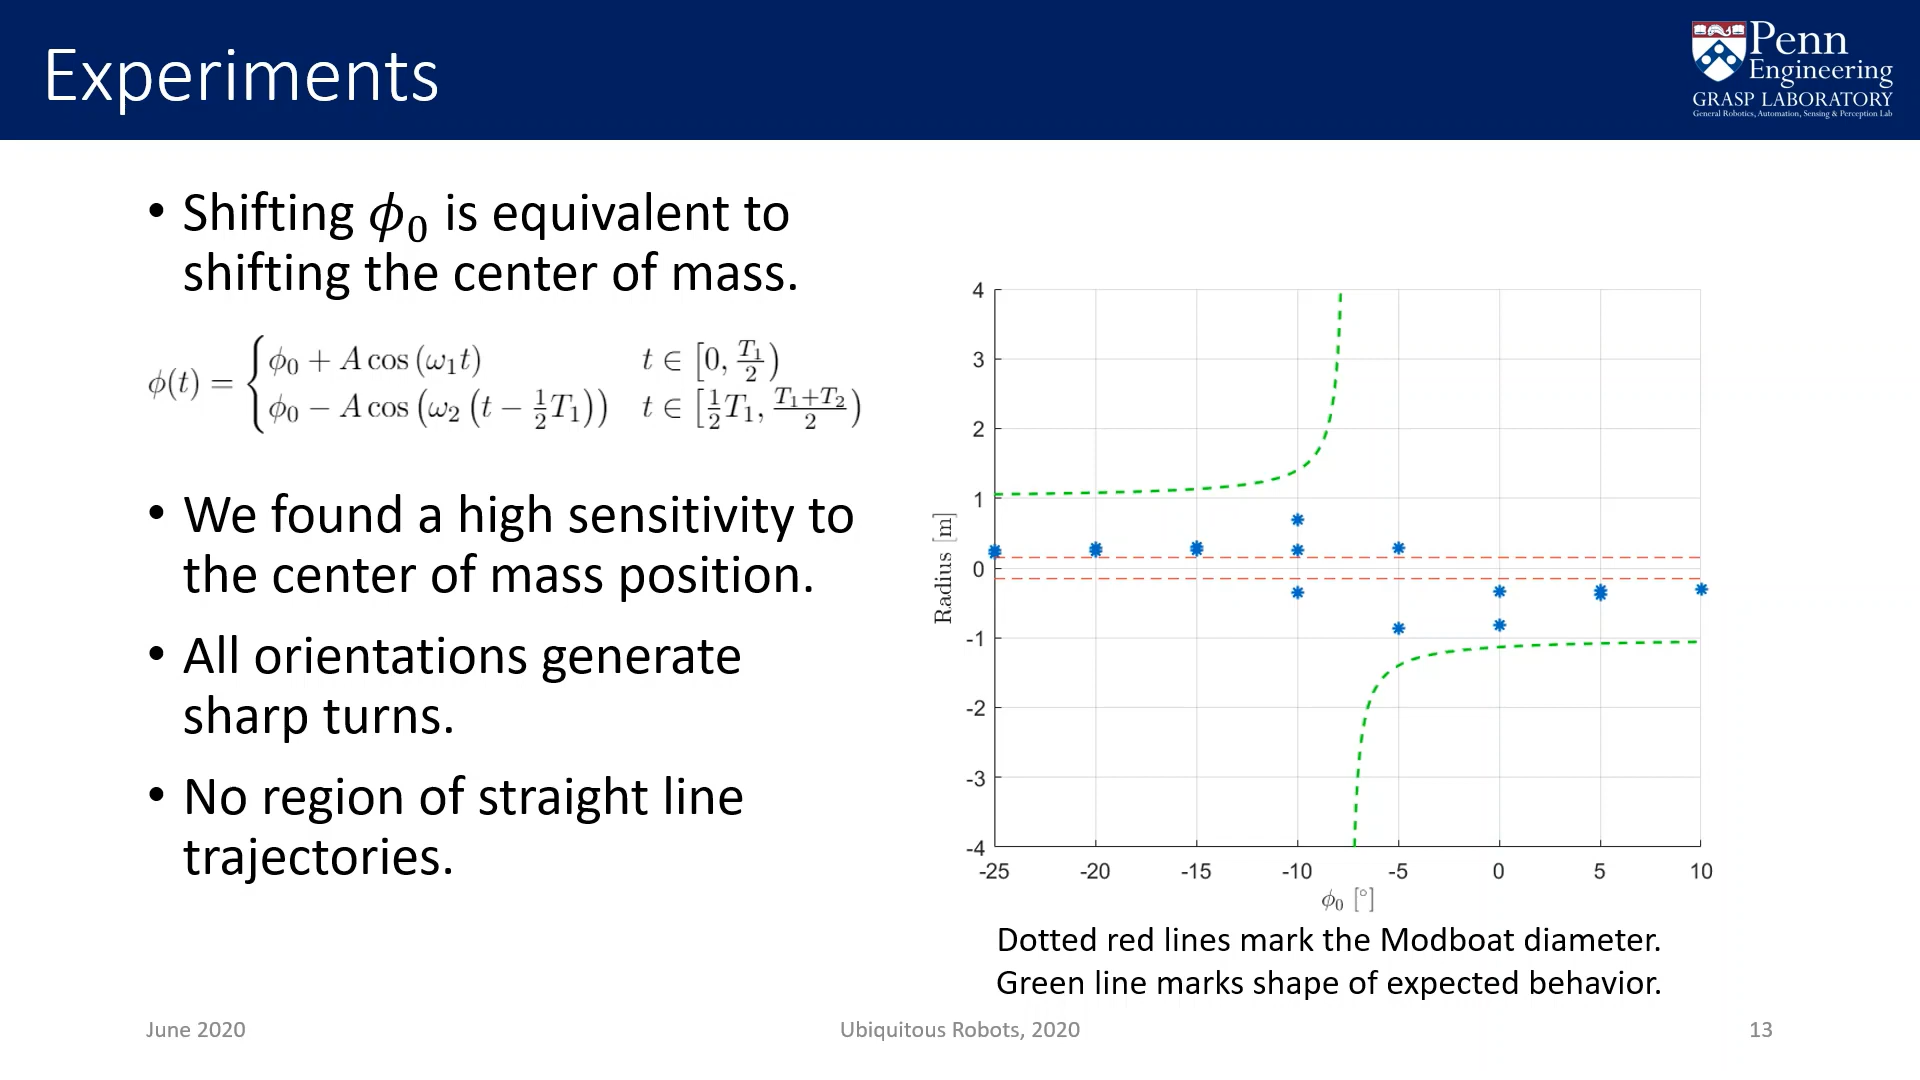 Experiments
Penn
Engineering
GRASP LABORATORY
General Robotics, Automation, Sensing & Perception Lab
• Shifting ϕ₀ is equivalent to
shifting the center of mass.
ϕ(t) = { ϕ₀ + A cos (ω₁t) t ∈ [0, T₁/2)
ϕ₀ − A cos (ω₂ (t − ½T₁)) t ∈ [½T₁, (T₁+T₂)/2)
• We found a high sensitivity to
the center of mass position.
• All orientations generate
sharp turns.
• No region of straight line
trajectories.
4
3
2
1
0
-1
-2
-3
-4
Radius [m]
-25 -20 -15 -10 -5 0 5 10
ϕ₀ [°]
Dotted red lines mark the Modboat diameter.
Green line marks shape of expected behavior.
June 2020 Ubiquitous Robots, 2020 13